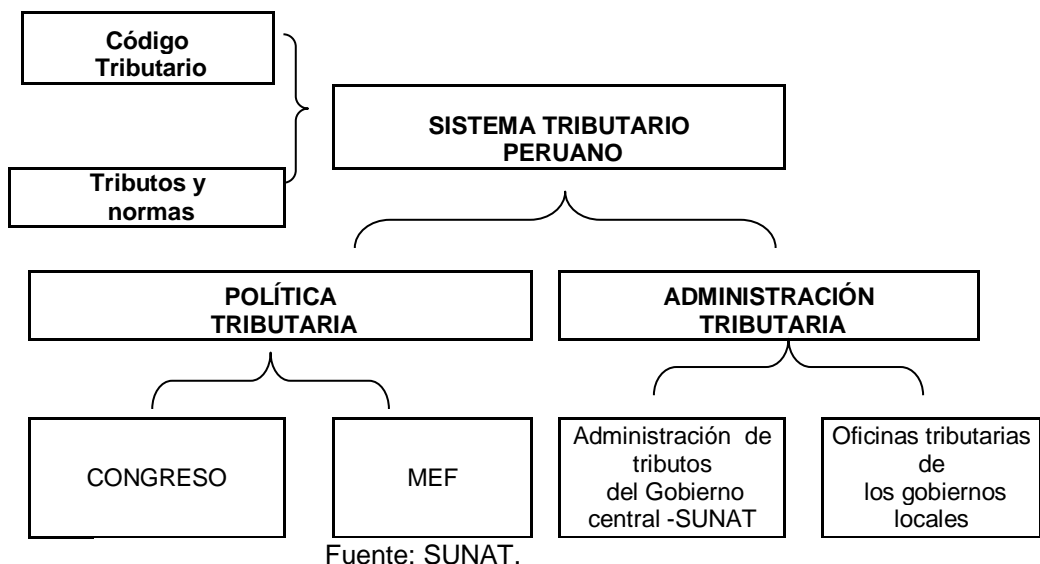 Código
Tributario
SISTEMA TRIBUTARIO
PERUANO
Tributos y
normas
POLÍTICA
TRIBUTARIA
ADMINISTRACIÓN
TRIBUTARIA
CONGRESO
MEF
Administración de
tributos
del Gobierno
central -SUNAT
Oficinas tributarias
de
los gobiernos
locales
Fuente: SUNAT.